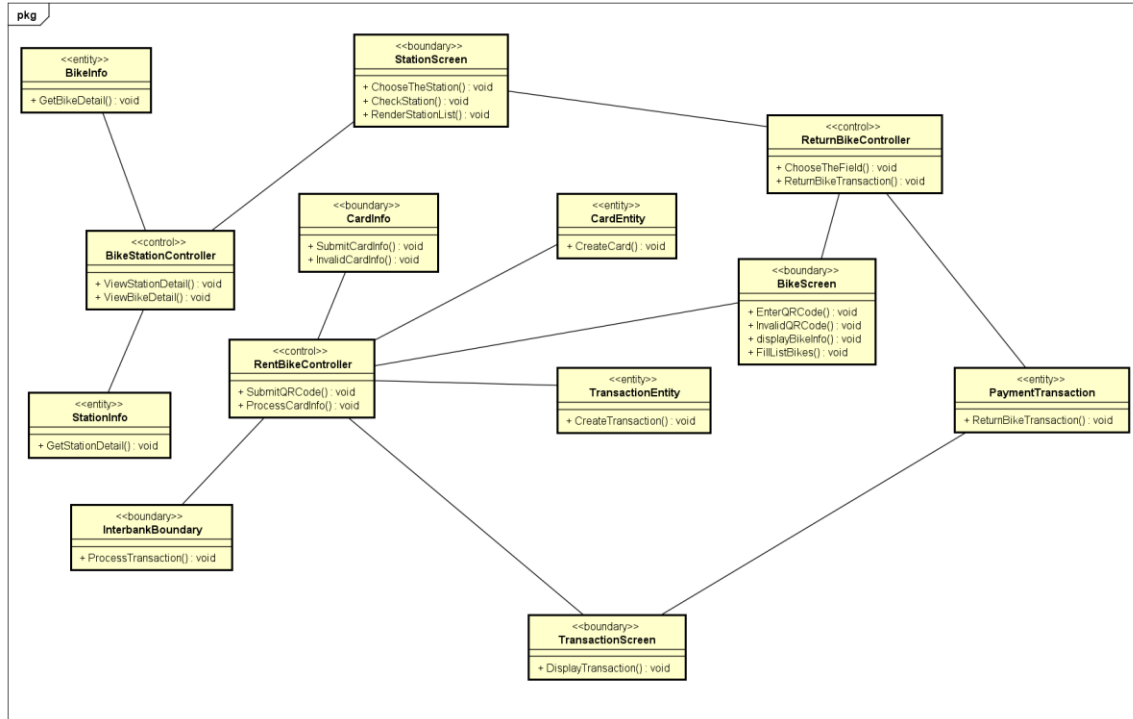 pkg
<<entity>>
BikeInfo
+ GetBikeDetail() : void
<<boundary>>
StationScreen
+ ChooseTheStation() : void
+ CheckStation() : void
+ RenderStationList() : void
<<control>>
ReturnBikeController
+ ChooseTheField() : void
+ ReturnBikeTransaction() : void
<<boundary>>
CardInfo
+ SubmitCardInfo() : void
+ InvalidCardInfo() : void
<<entity>>
CardEntity
+ CreateCard() : void
<<control>>
BikeStationController
+ ViewStationDetail() : void
+ ViewBikeDetail() : void
<<boundary>>
BikeScreen
+ EnterQRCode() : void
+ InvalidQRCode() : void
+ displayBikeInfo() : void
+ FillListBikes() : void
<<control>>
RentBikeController
+ SubmitQRCode() : void
+ ProcessCardInfo() : void
<<entity>>
TransactionEntity
+ CreateTransaction() : void
<<entity>>
PaymentTransaction
+ ReturnBikeTransaction() : void
<<entity>>
StationInfo
+ GetStationDetail() : void
<<boundary>>
InterbankBoundary
+ ProcessTransaction() : void
<<boundary>>
TransactionScreen
+ DisplayTransaction() : void